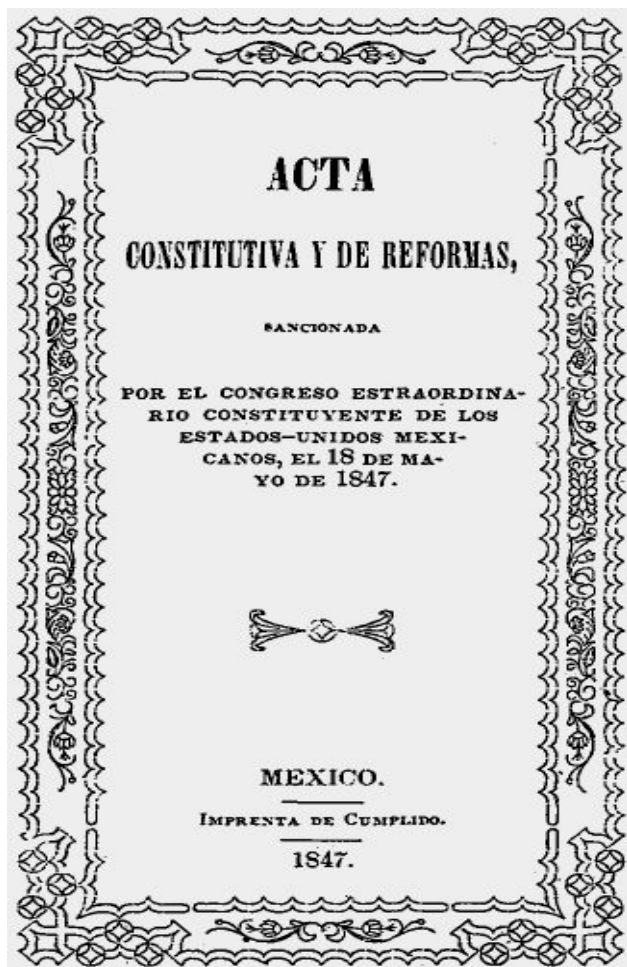 ACTA
CONSTITUTIVA Y DE REFORMAS,
SANCIONADA
POR EL CONGRESO ESTRAORDINA-
RIO CONSTITUYENTE DE LOS
ESTADOS-UNIDOS MEXI-
CANOS, EL 18 DE MA-
YO DE 1847.
MEXICO.
IMPRENTA DE CUMPLIDO.
1847.